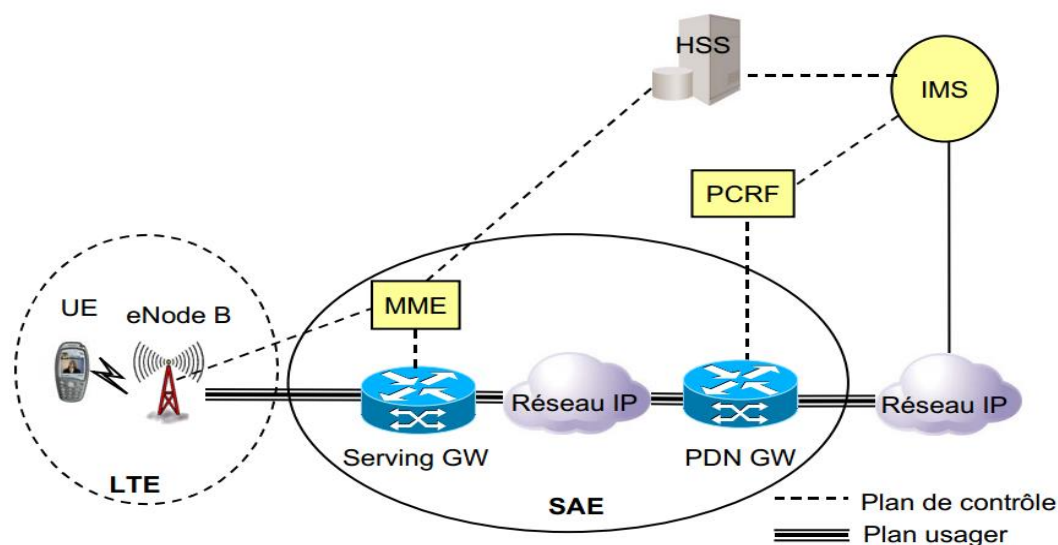 HSS
IMS
PCRF
MME
UE
eNode B
Réseau IP
Réseau IP
Serving GW
PDN GW
LTE
SAE
Plan de contrôle
Plan usager